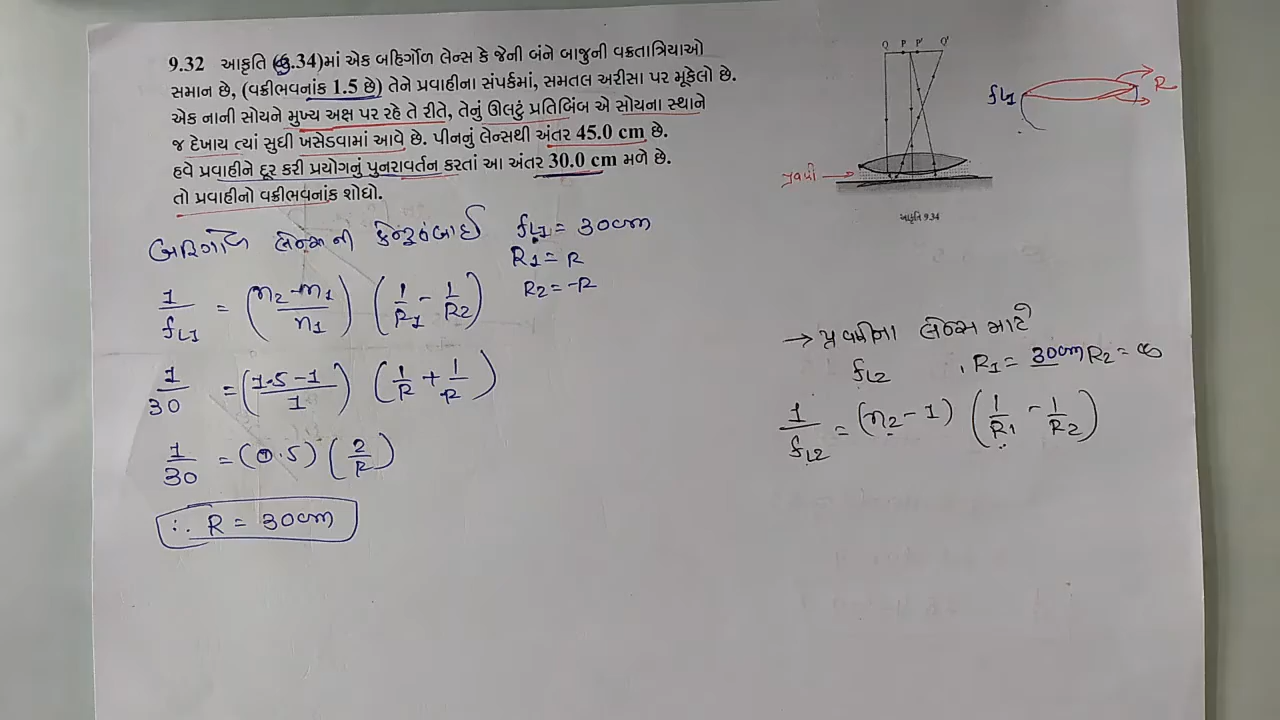 9.32 આકૃતિ (6.34)માં એક બહિર્ગોળ લેન્સ કે જેની બંને બાજુની વક્રતાત્રિયાઓ
સમાન છે, (વક્રીભવનાંક 1.5 છે) તેને પ્રવાહીના સંપર્કમાં, સમતલ અરીસા પર મૂકેલો છે.
એક નાની સોયને મુખ્ય અક્ષ પર રહે તે રીતે, તેનું ઊલટું પ્રતિબિંબ એ સોયના સ્થાને
જ દેખાય ત્યાં સુધી ખસેડવામાં આવે છે. પીનનું લેન્સથી અંતર 45.0 cm છે.
હવે પ્રવાહીને દૂર કરી પ્રયોગનું પુનરાવર્તન કરતાં આ અંતર 30.0 cm મળે છે.
તો પ્રવાહીનો વક્રીભવનાંક શોધો.
Q P P' Q'
fL1 R
પ્રવાહી
આકૃતિ 9.34
બહિર્ગોળ લેન્સની કેન્દ્રલંબાઈ fL1 = 30cm
R1 = R
R2 = -R
1/fL1 = (n2-n1/n1) (1/R1 - 1/R2)
1/30 = (1.5-1/1) (1/R + 1/R)
1/30 = (0.5) (2/R)
∴ R = 30cm
→ પ્રવાહીના લેન્સ માટે
fL2 , R1 = 30cm R2 = ∞
1/fL2 = (n2 - 1) (1/R1 - 1/R2)